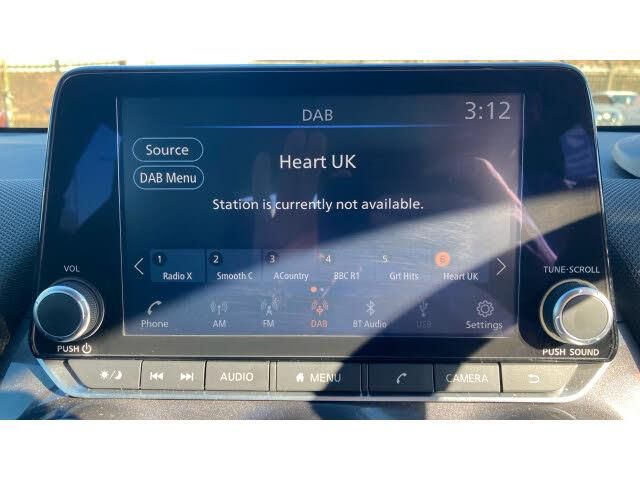 DAB 3:12
Source
Heart UK
DAB Menu
Station is currently not available.
1 2 3 4 5 6
Radio X Smooth C ACountry BBC R1 Grt Hits Heart UK
VOL TUNE·SCROLL
Phone AM FM DAB BT Audio USB Settings
PUSH PUSH SOUND
AUDIO MENU CAMERA